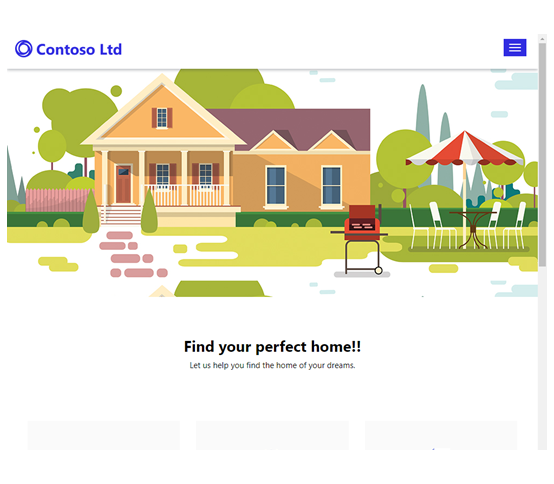 Contoso Ltd
Find your perfect home!!
Let us help you find the home of your dreams.